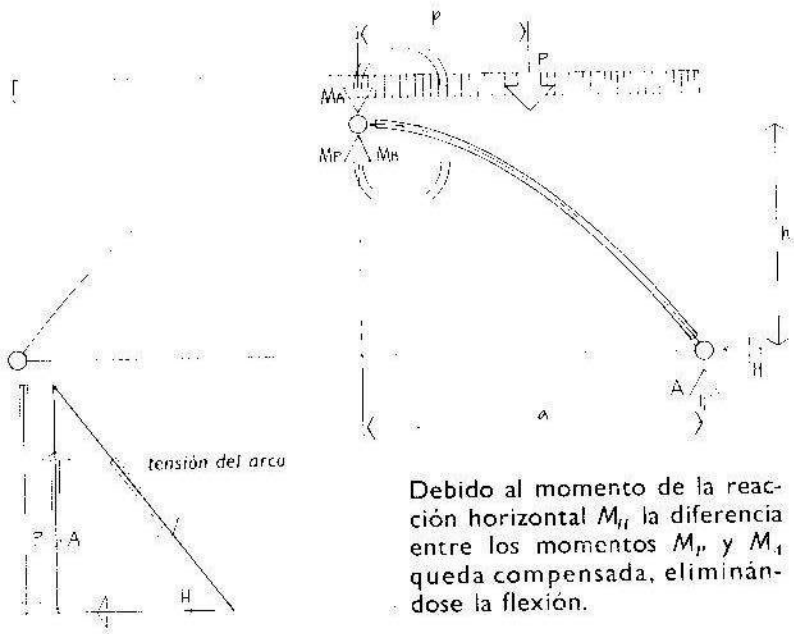 p
P
MA
MP MH
h
H
A
a
tensión del arco
P A
H
Debido al momento de la reac-
ción horizontal MH la diferencia
entre los momentos MP y MA
queda compensada, eliminán-
dose la flexión.